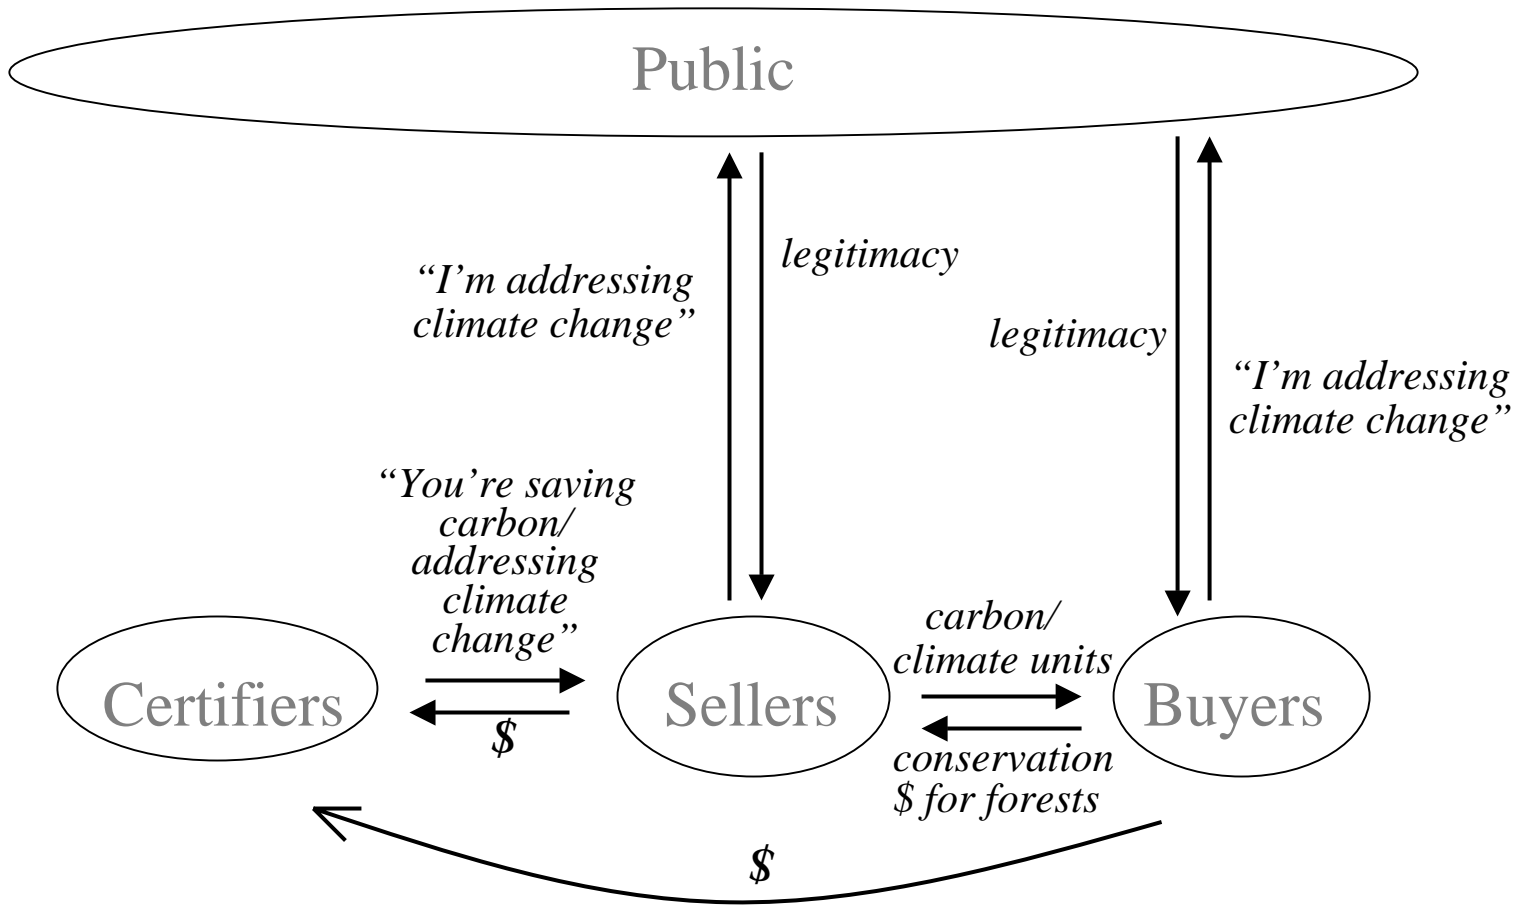 Public
“I’m addressing
climate change”
legitimacy
legitimacy
“I’m addressing
climate change”
“You’re saving
carbon/
addressing
climate
change”
carbon/
climate units
Certifiers
Sellers
Buyers
$
conservation
$ for forests
$